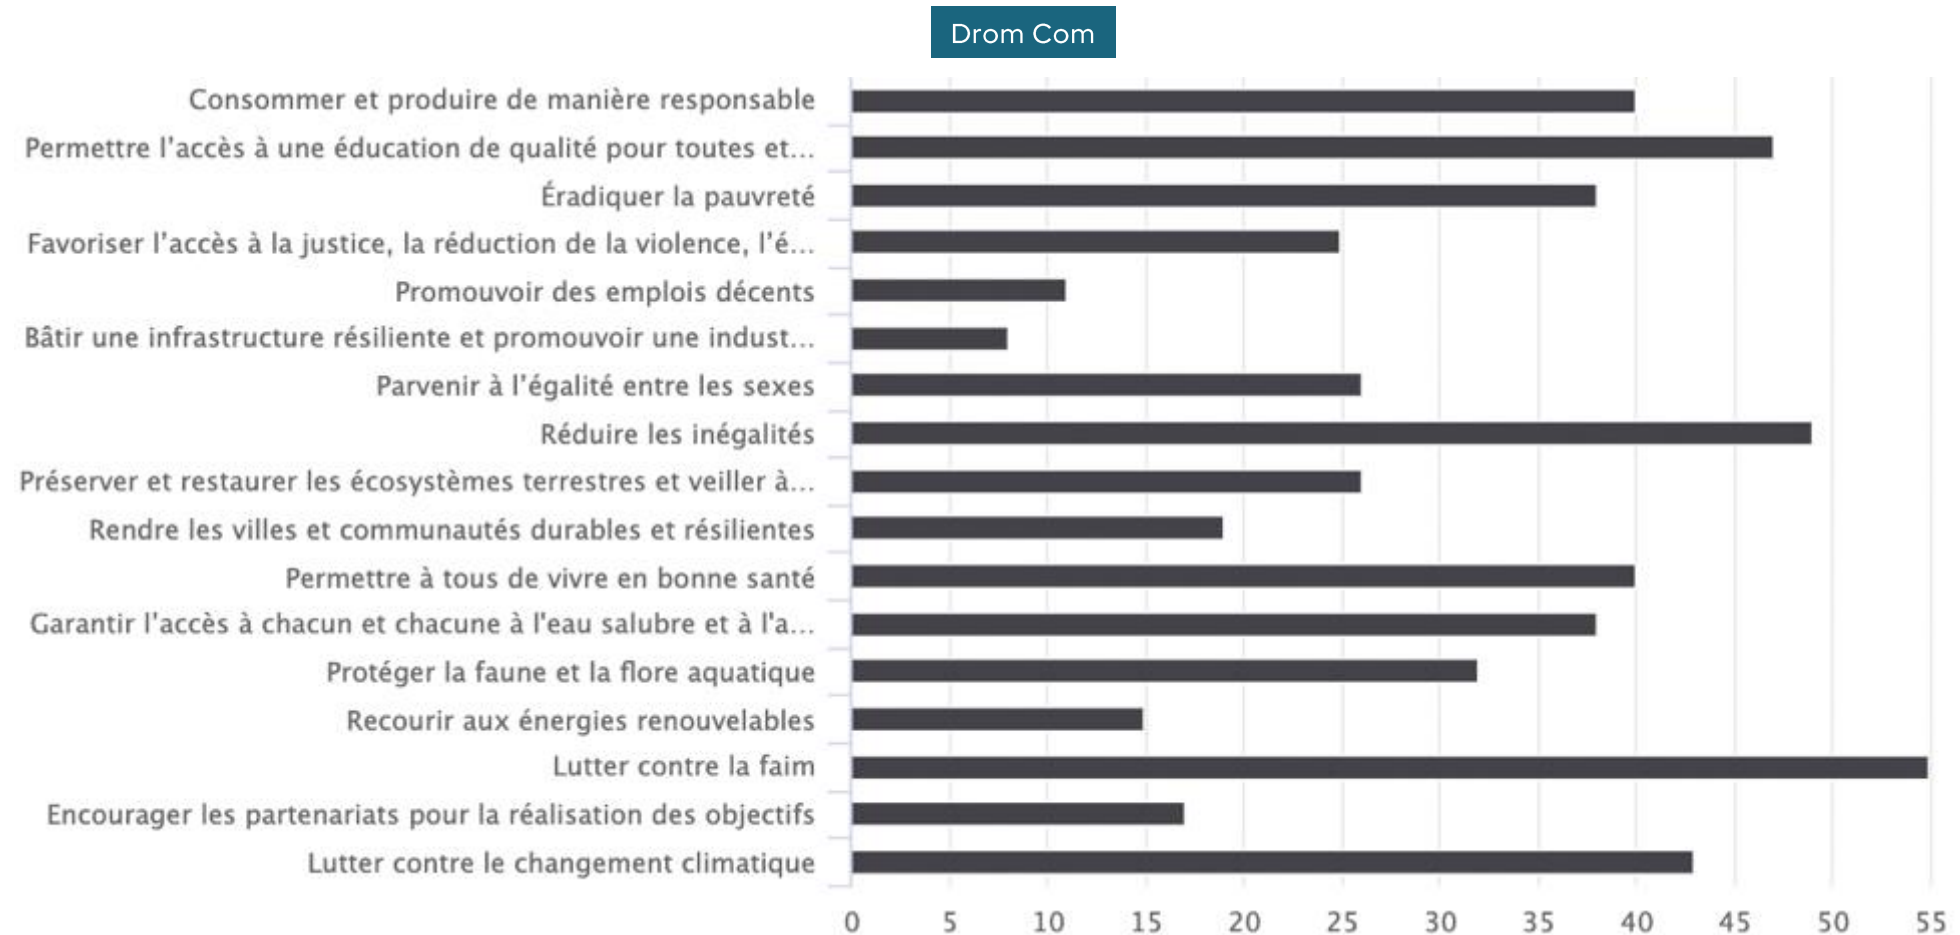 Drom Com
Consommer et produire de manière responsable
Permettre l’accès à une éducation de qualité pour toutes et...
Éradiquer la pauvreté
Favoriser l’accès à la justice, la réduction de la violence, l’é...
Promouvoir des emplois décents
Bâtir une infrastructure résiliente et promouvoir une indust...
Parvenir à l’égalité entre les sexes
Réduire les inégalités
Préserver et restaurer les écosystèmes terrestres et veiller à...
Rendre les villes et communautés durables et résilientes
Permettre à tous de vivre en bonne santé
Garantir l’accès à chacun et chacune à l'eau salubre et à l'a...
Protéger la faune et la flore aquatique
Recourir aux énergies renouvelables
Lutter contre la faim
Encourager les partenariats pour la réalisation des objectifs
Lutter contre le changement climatique
0 5 10 15 20 25 30 35 40 45 50 55